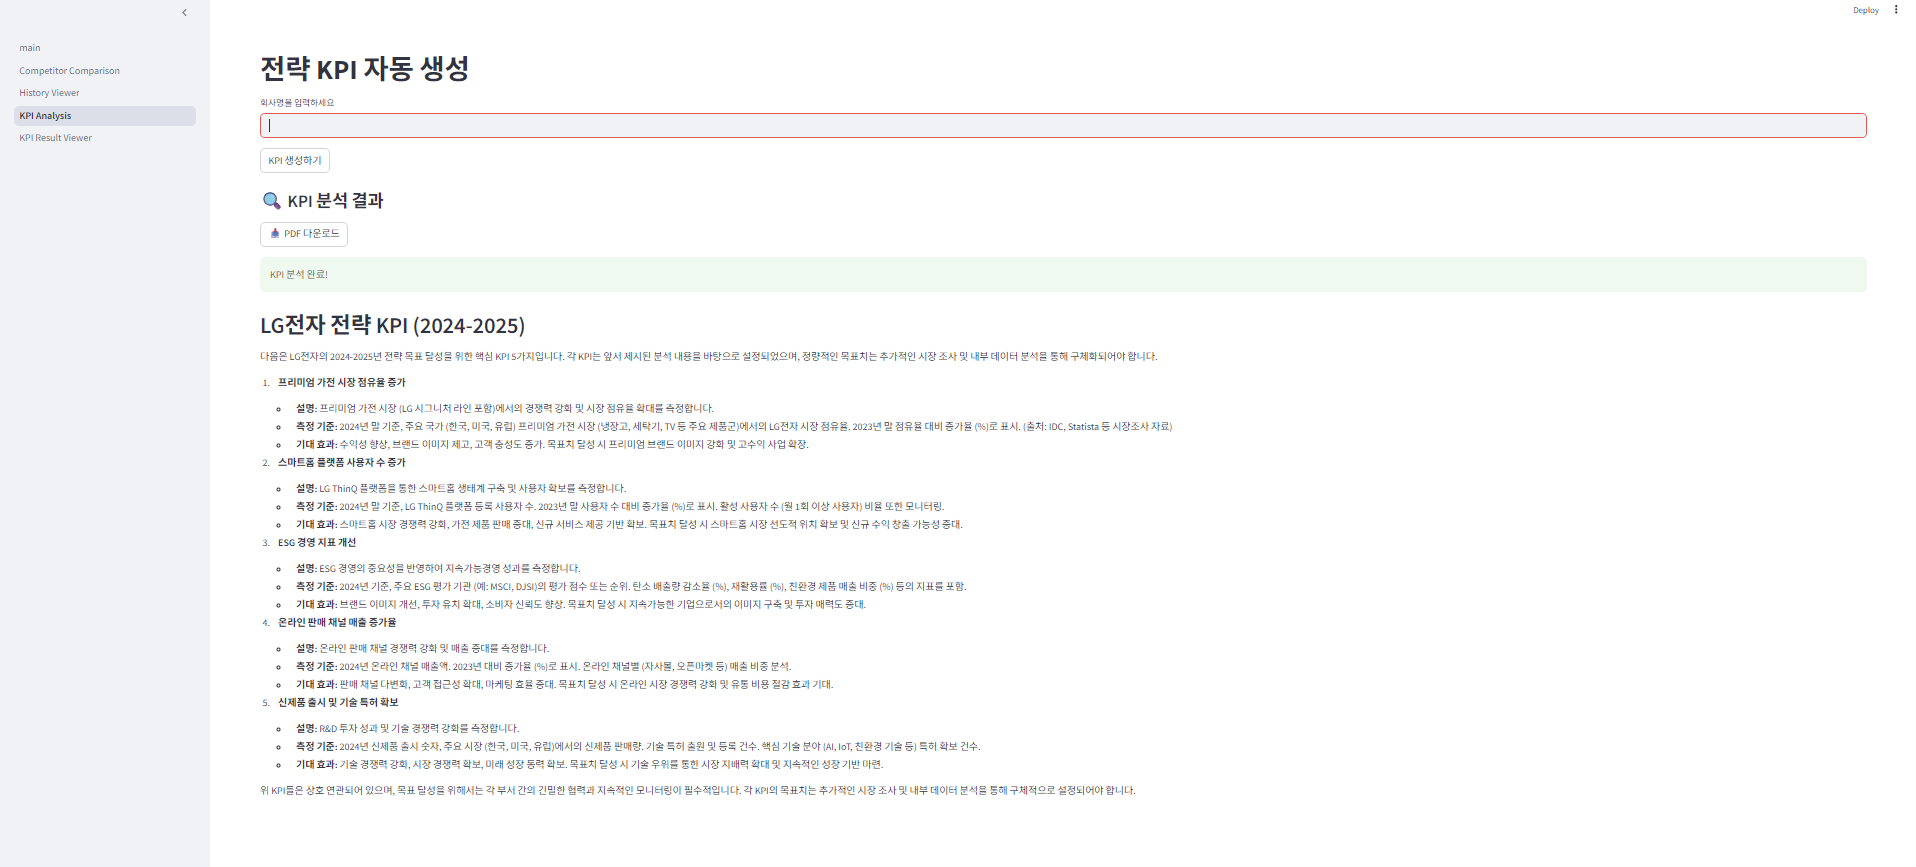 Deploy
main
Competitor Comparison
History Viewer
KPI Analysis
KPI Result Viewer
전략 KPI 자동 생성
회사명을 입력하세요
KPI 생성하기
KPI 분석 결과
PDF 다운로드
KPI 분석 완료!
LG전자 전략 KPI (2024-2025)
다음은 LG전자의 2024-2025년 전략 목표 달성을 위한 핵심 KPI 5가지입니다. 각 KPI는 앞서 제시된 분석 내용을 바탕으로 설정되었으며, 정량적인 목표치는 추가적인 시장 조사 및 내부 데이터 분석을 통해 구체화되어야 합니다.
1. 프리미엄 가전 시장 점유율 증가
설명: 프리미엄 가전 시장 (LG 시그니처 라인 포함)에서의 경쟁력 강화 및 시장 점유율 확대를 측정합니다.
측정 기준: 2024년 말 기준, 주요 국가 (한국, 미국, 유럽) 프리미엄 가전 시장 (냉장고, 세탁기, TV 등 주요 제품군)에서의 LG전자 시장 점유율. 2023년 말 점유율 대비 증가율 (%)로 표시. (출처: IDC, Statista 등 시장조사 자료)
기대 효과: 수익성 향상, 브랜드 이미지 제고, 고객 충성도 증가. 목표치 달성 시 프리미엄 브랜드 이미지 강화 및 고수익 사업 확장.
2. 스마트홈 플랫폼 사용자 수 증가
설명: LG ThinQ 플랫폼을 통한 스마트홈 생태계 구축 및 사용자 확보를 측정합니다.
측정 기준: 2024년 말 기준, LG ThinQ 플랫폼 등록 사용자 수. 2023년 말 사용자 수 대비 증가율 (%)로 표시. 활성 사용자 수 (월 1회 이상 사용자) 비율 또한 모니터링.
기대 효과: 스마트홈 시장 경쟁력 강화, 가전 제품 판매 증대, 신규 서비스 제공 기반 확보. 목표치 달성 시 스마트홈 시장 선도적 위치 확보 및 신규 수익 창출 가능성 증대.
3. ESG 경영 지표 개선
설명: ESG 경영의 중요성을 반영하여 지속가능경영 성과를 측정합니다.
측정 기준: 2024년 기준, 주요 ESG 평가 기관 (예: MSCI, DJSI)의 평가 점수 또는 순위. 탄소 배출량 감소율 (%), 재활용률 (%), 친환경 제품 매출 비중 (%) 등의 지표를 포함.
기대 효과: 브랜드 이미지 개선, 투자 유치 확대, 소비자 신뢰도 향상. 목표치 달성 시 지속가능한 기업으로서의 이미지 구축 및 투자 매력도 증대.
4. 온라인 판매 채널 매출 증가율
설명: 온라인 판매 채널 경쟁력 강화 및 매출 증대를 측정합니다.
측정 기준: 2024년 온라인 채널 매출액. 2023년 대비 증가율 (%)로 표시. 온라인 채널별 (자사몰, 오픈마켓 등) 매출 비중 분석.
기대 효과: 판매 채널 다변화, 고객 접근성 확대, 마케팅 효율 증대. 목표치 달성 시 온라인 시장 경쟁력 강화 및 유통 비용 절감 효과 기대.
5. 신제품 출시 및 기술 특허 확보
설명: R&D 투자 성과 및 기술 경쟁력 강화를 측정합니다.
측정 기준: 2024년 신제품 출시 숫자, 주요 시장 (한국, 미국, 유럽)에서의 신제품 판매량. 기술 특허 출원 및 등록 건수. 핵심 기술 분야 (AI, IoT, 친환경 기술 등) 특허 확보 건수.
기대 효과: 기술 경쟁력 강화, 시장 경쟁력 확보, 미래 성장 동력 확보. 목표치 달성 시 기술 우위를 통한 시장 지배력 확대 및 지속적인 성장 기반 마련.
위 KPI들은 상호 연관되어 있으며, 목표 달성을 위해서는 각 부서 간의 긴밀한 협력과 지속적인 모니터링이 필수적입니다. 각 KPI의 목표치는 추가적인 시장 조사 및 내부 데이터 분석을 통해 구체적으로 설정되어야 합니다.